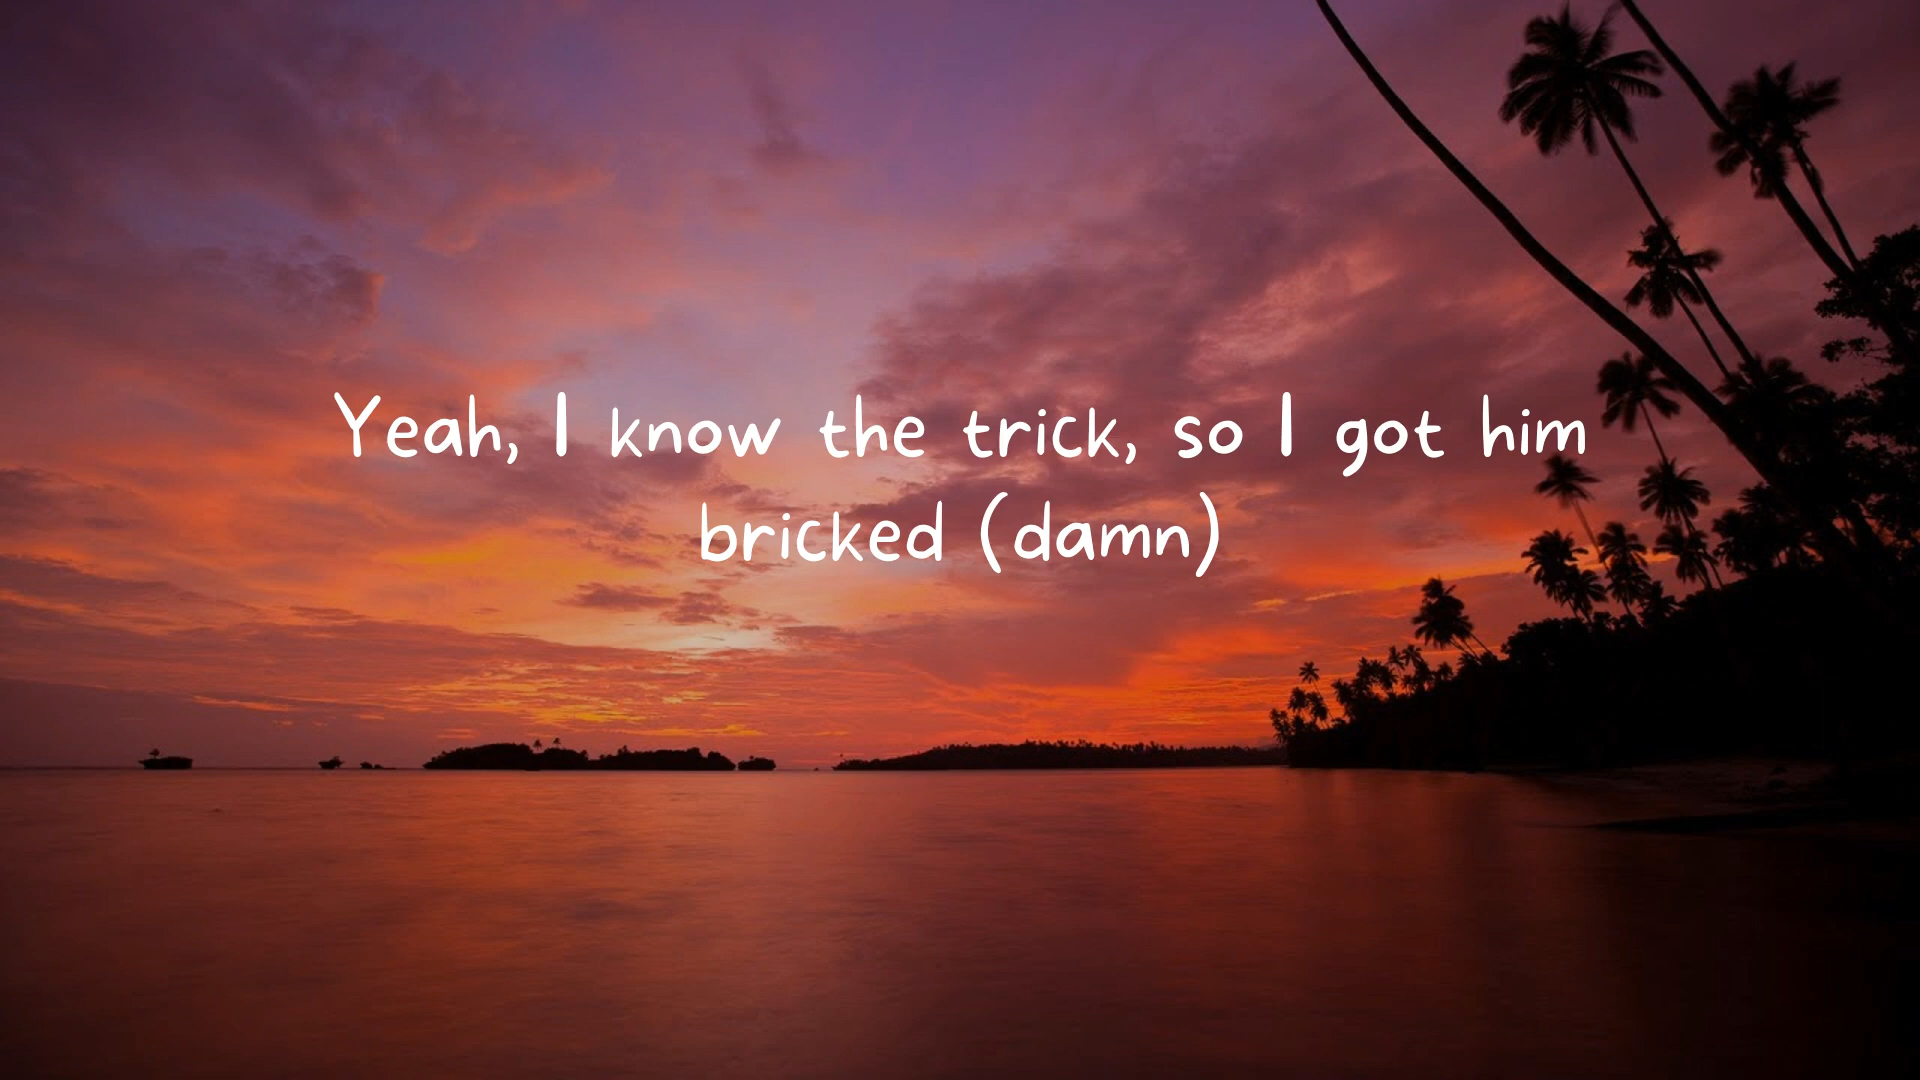 Yeah, I know the trick, so I got him
bricked (damn)